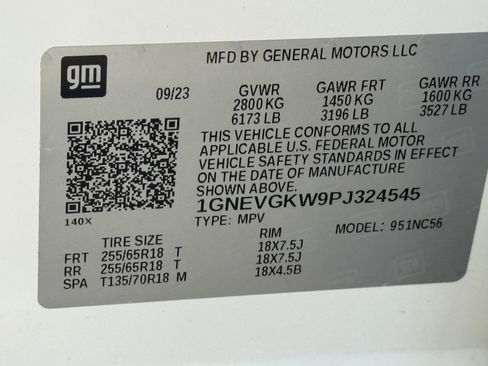 gm
MFD BY GENERAL MOTORS LLC
09/23 GVWR GAWR FRT GAWR RR
2800 KG 1450 KG 1600 KG
6173 LB 3196 LB 3527 LB
THIS VEHICLE CONFORMS TO ALL
APPLICABLE U.S. FEDERAL MOTOR
VEHICLE SAFETY STANDARDS IN EFFECT
ON THE DATE OF MANUFACTURE
SHOWN ABOVE.
1GNEVGKW9PJ324545
140X TYPE: MPV MODEL: 951NC56
TIRE SIZE RIM
FRT 255/65R18 T 18X7.5J
RR 255/65R18 T 18X7.5J
SPA T135/70R18 M 18X4.5B